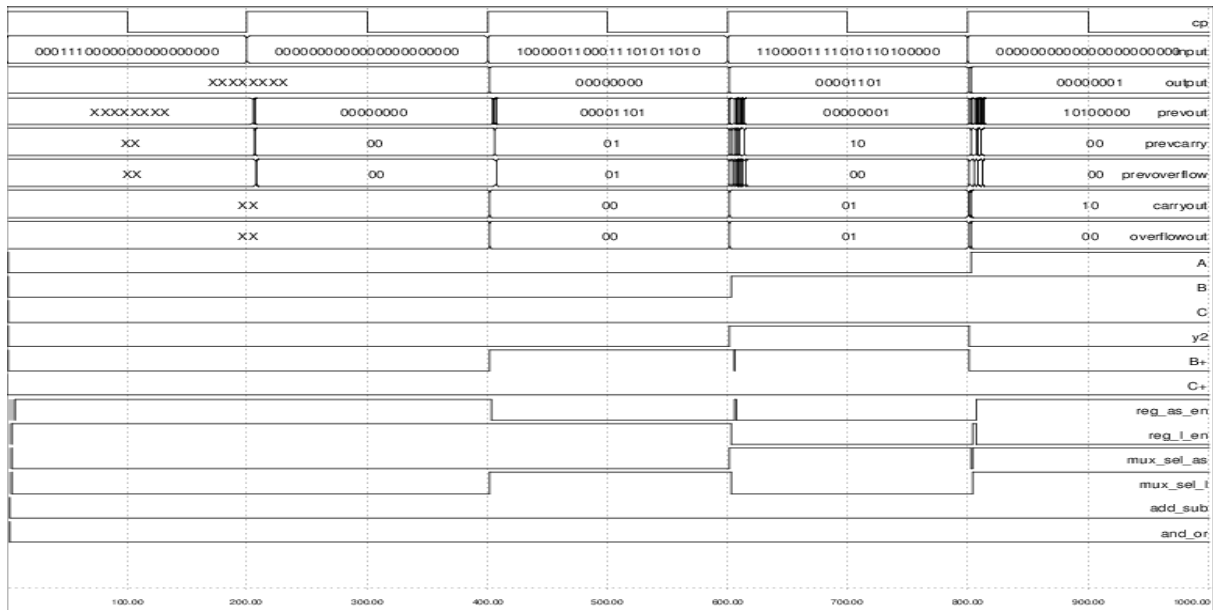 cp
0001110000000000000000 0000000000000000000000 1000001100011101011010 1100001111010110100000 0000000000000000000000 input
XXXXXXXX 00000000 00001101 00000001 output
XXXXXXXX 00000000 00001101 00000001 10100000 prevout
XX 00 01 10 00 prevcarry
XX 00 01 00 00 prevoverflow
XX 00 01 10 carryout
XX 00 01 00 overflowout
A
B
C
y2
B+
C+
reg_as_en
reg_l_en
mux_sel_as
mux_sel_l
add_sub
and_or
100.00 200.00 300.00 400.00 500.00 600.00 700.00 800.00 900.00 1000.00